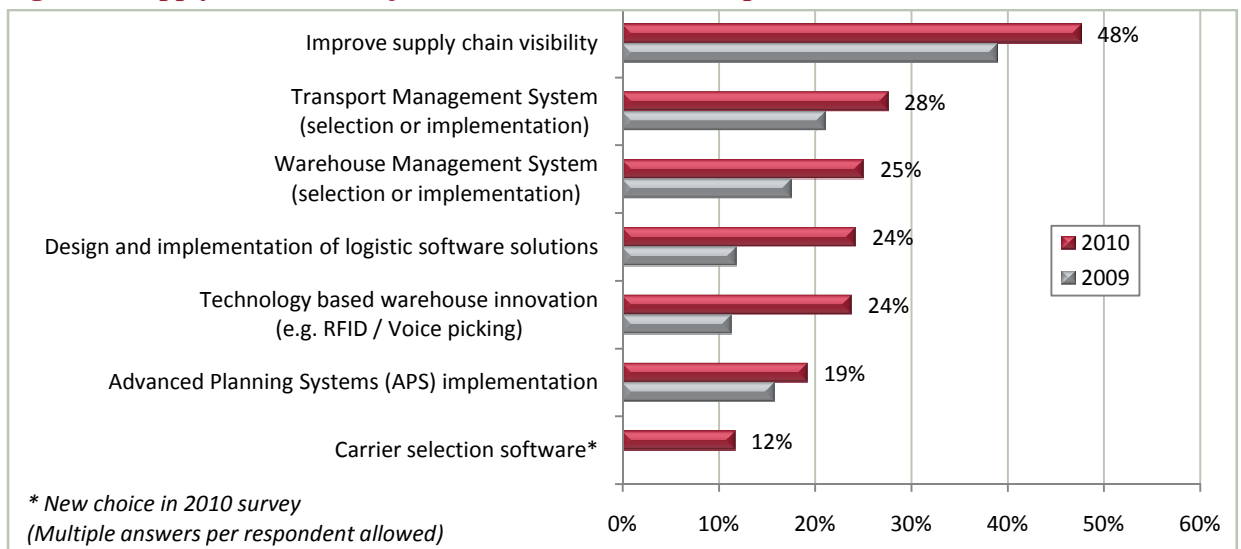 Improve supply chain visibility
48%
Transport Management System
(selection or implementation)
28%
Warehouse Management System
(selection or implementation)
25%
Design and implementation of logistic software solutions
24%
2010
2009
Technology based warehouse innovation
(e.g. RFID / Voice picking)
24%
Advanced Planning Systems (APS) implementation
19%
Carrier selection software*
12%
* New choice in 2010 survey
(Multiple answers per respondent allowed)
0% 10% 20% 30% 40% 50% 60%